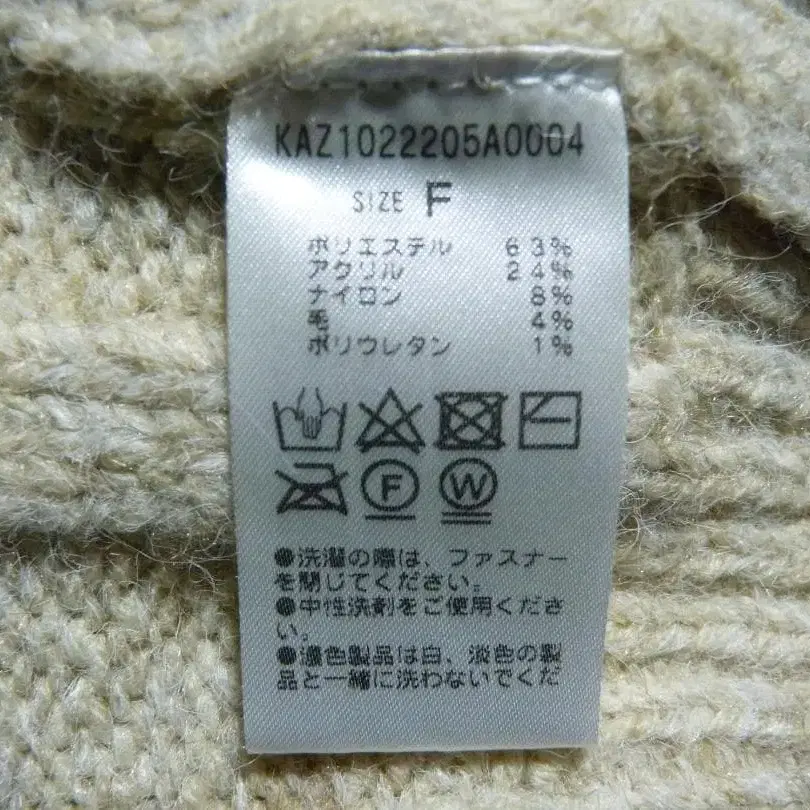 KAZ1022205A0004
SIZE F
ポリエステル 63%
アクリル 24%
ナイロン 8%
毛 4%
ポリウレタン 1%
F W
●洗濯の際は、ファスナー
を閉じてください。
●中性洗剤をご使用くださ
い。
●濃色製品は白、淡色の製
品と一緒に洗わないでくだ